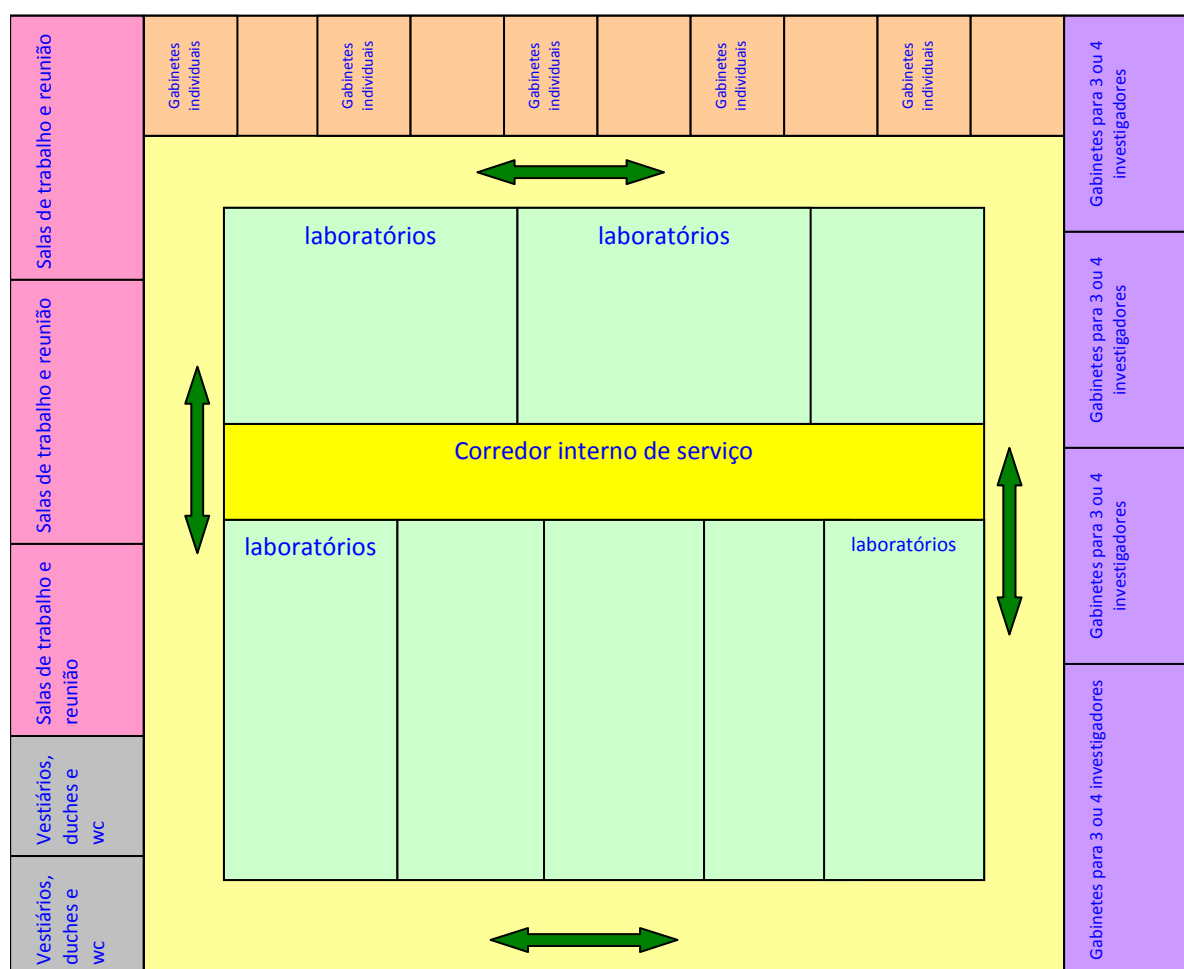 Salas de trabalho e reunião
Salas de trabalho e reunião
Salas de trabalho e
reunião
Vestiários,
duches e
wc
Vestiários,
duches e
wc
Gabinetes
individuais
Gabinetes
individuais
Gabinetes
individuais
Gabinetes
individuais
Gabinetes
individuais
laboratórios
laboratórios
Corredor interno de serviço
laboratórios
laboratórios
Gabinetes para 3 ou 4
investigadores
Gabinetes para 3 ou 4
investigadores
Gabinetes para 3 ou 4
investigadores
Gabinetes para 3 ou 4 investigadores